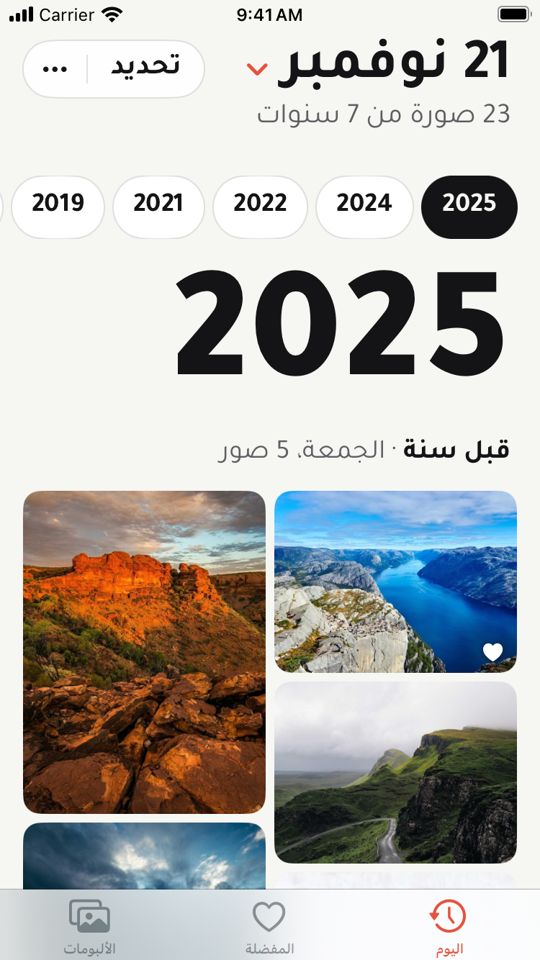 Carrier 9:41 AM
21 نوفمبر
تحديد
23 صورة من 7 سنوات
2025 2024 2022 2021 2019
2025
قبل سنة · الجمعة، 5 صور
اليوم المفضلة الألبومات